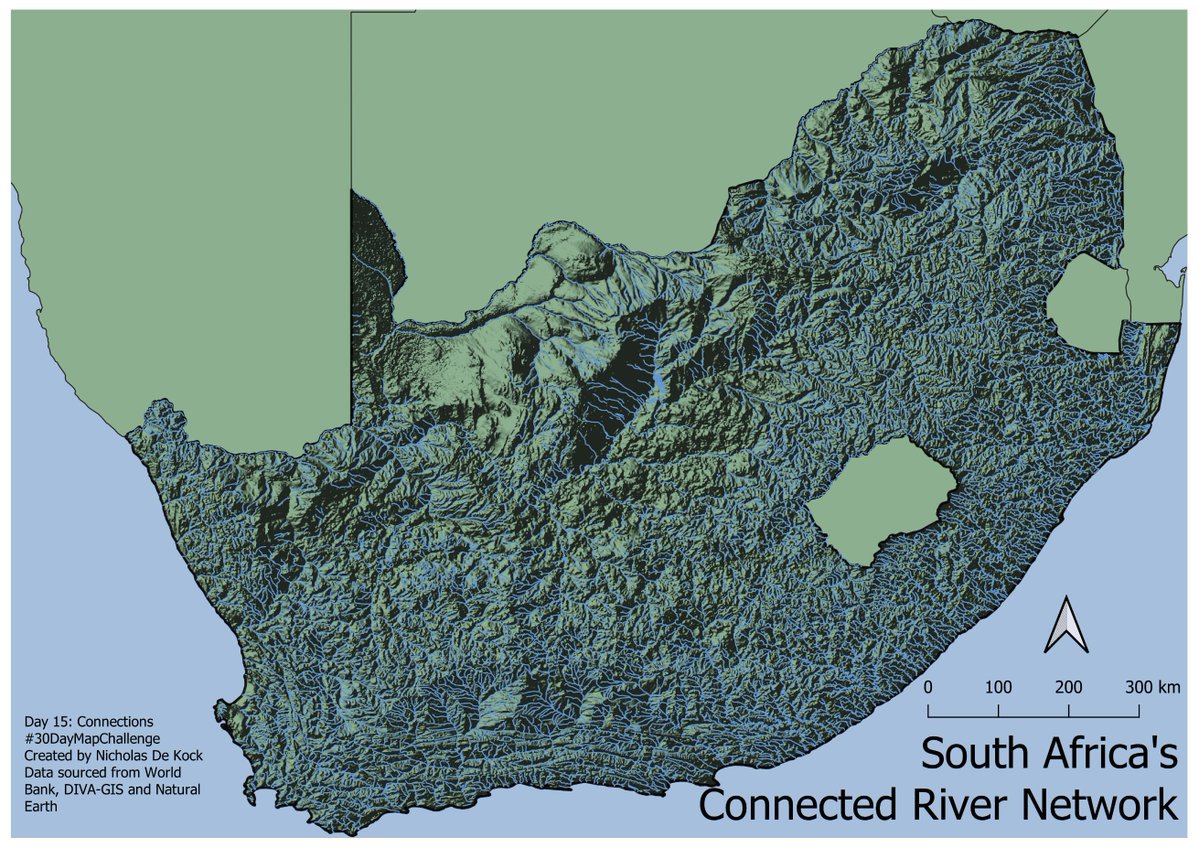 Day 15: Connections
#30DayMapChallenge
Created by Nicholas De Kock
Data sourced from World
Bank, DIVA-GIS and Natural
Earth
0 100 200 300 km
South Africa's
Connected River Network